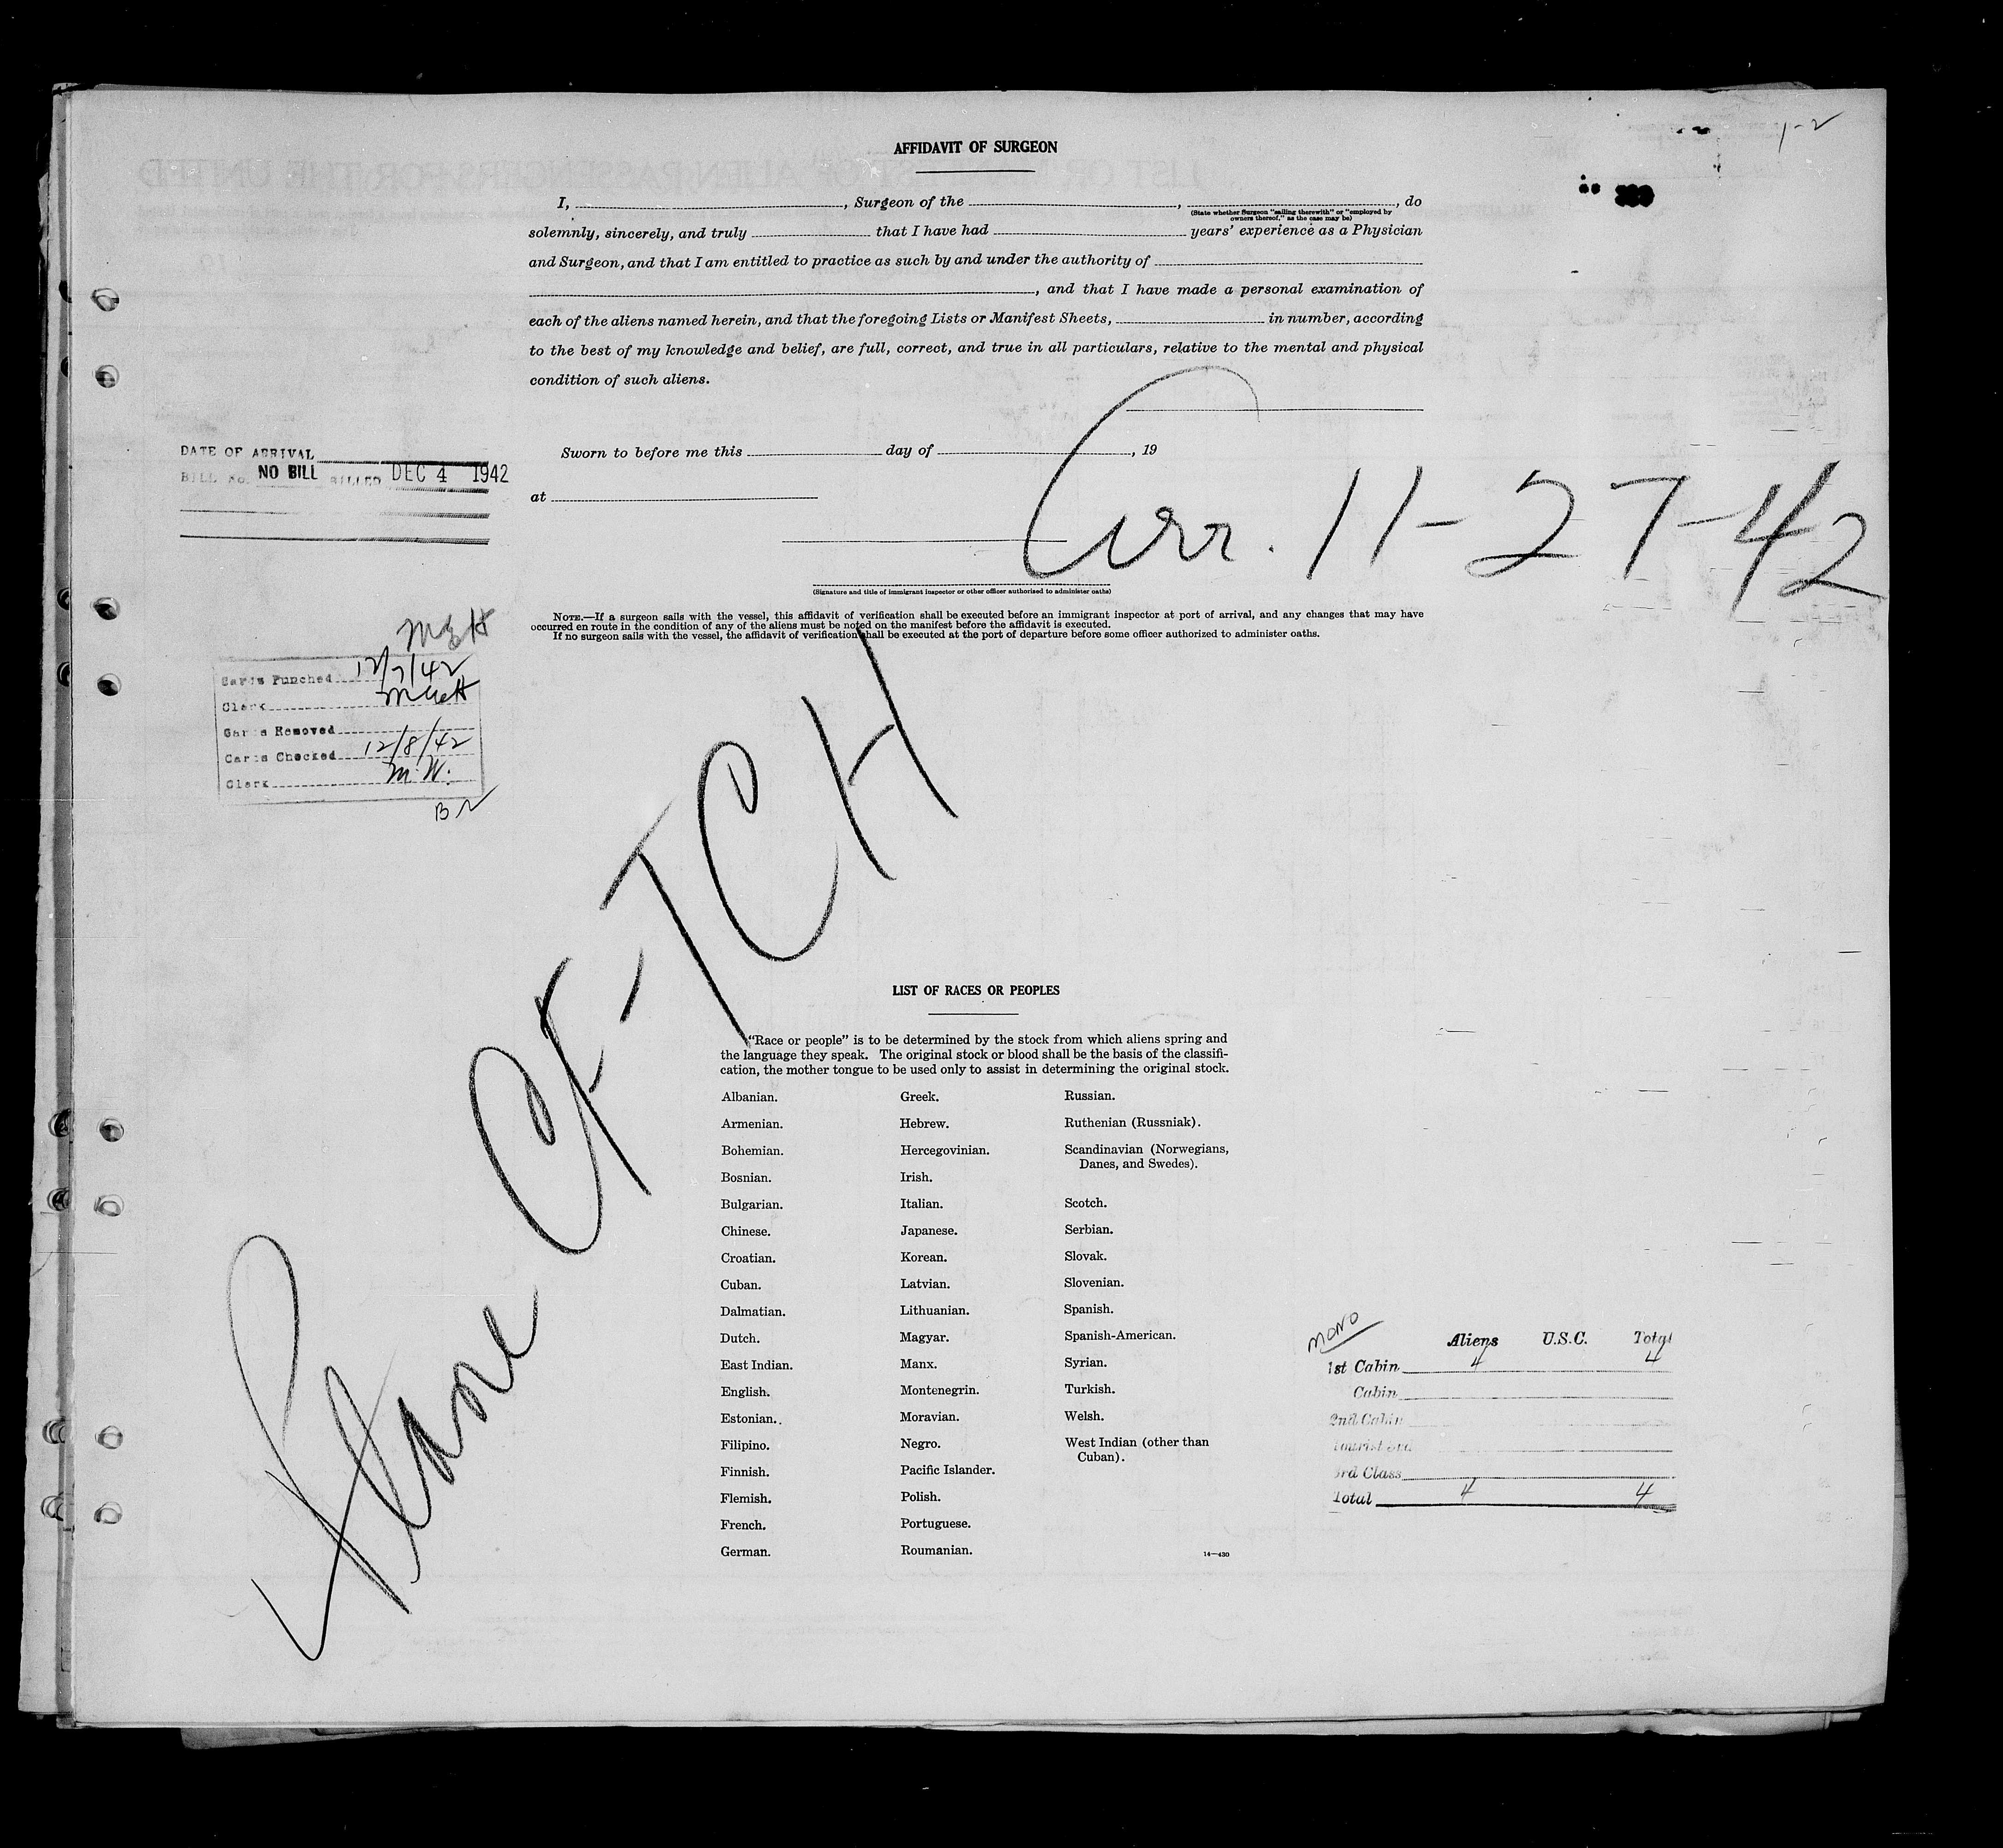 1-2
AFFIDAVIT OF SURGEON
I, , Surgeon of the , , do
(State whether Surgeon "sailing therewith" or "employed by
owners thereof," as the case may be)
solemnly, sincerely, and truly that I have had years' experience as a Physician
and Surgeon, and that I am entitled to practice as such by and under the authority of
, and that I have made a personal examination of
each of the aliens named herein, and that the foregoing Lists or Manifest Sheets, in number, according
to the best of my knowledge and belief, are full, correct, and true in all particulars, relative to the mental and physical
condition of such aliens.
Sworn to before me this day of , 19
at
Arr. 11-27-42
(Signature and title of immigrant inspector or other officer authorized to administer oaths)
NOTE.—If a surgeon sails with the vessel, this affidavit of verification shall be executed before an immigrant inspector at port of arrival, and any changes that may have
occurred en route in the condition of any of the aliens must be noted on the manifest before the affidavit is executed.
If no surgeon sails with the vessel, the affidavit of verification shall be executed at the port of departure before some officer authorized to administer oaths.
DATE OF ARRIVAL
BILL No. NO BILL BILLED DEC 4 1942
Cards Punched 12/7/42
Clerk
Cards Removed
Cards Checked 12/8/42
Clerk M.W.
Plane CF-TCH
LIST OF RACES OR PEOPLES
"Race or people" is to be determined by the stock from which aliens spring and
the language they speak. The original stock or blood shall be the basis of the classifi-
cation, the mother tongue to be used only to assist in determining the original stock.
Albanian.
Armenian.
Bohemian.
Bosnian.
Bulgarian.
Chinese.
Croatian.
Cuban.
Dalmatian.
Dutch.
East Indian.
English.
Estonian.
Filipino.
Finnish.
Flemish.
French.
German.
Greek.
Hebrew.
Hercegovinian.
Irish.
Italian.
Japanese.
Korean.
Latvian.
Lithuanian.
Magyar.
Manx.
Montenegrin.
Moravian.
Negro.
Pacific Islander.
Polish.
Portuguese.
Roumanian.
Russian.
Ruthenian (Russniak).
Scandinavian (Norwegians,
Danes, and Swedes).
Scotch.
Serbian.
Slovak.
Slovenian.
Spanish.
Spanish-American.
Syrian.
Turkish.
Welsh.
West Indian (other than
Cuban).
14—430
mono
Aliens U.S.C. Total
1st Cabin 4 4
Cabin
2nd Cabin
Tourist
3rd Class
Total 4 4